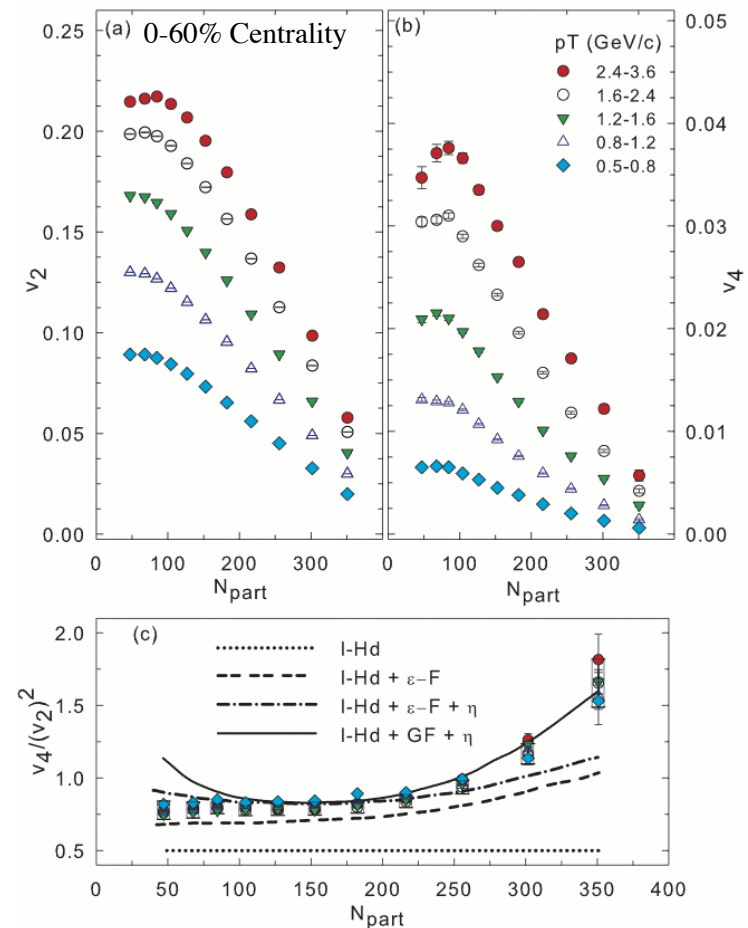 (a) 0-60% Centrality
v2
0.25
0.20
0.15
0.10
0.05
0.00
0 100 200 300
Npart
(b)
pT (GeV/c)
2.4-3.6
1.6-2.4
1.2-1.6
0.8-1.2
0.5-0.8
v4
0.05
0.04
0.03
0.02
0.01
0.00
0 100 200 300
Npart
(c)
I-Hd
I-Hd + ε-F
I-Hd + ε-F + η
I-Hd + GF + η
v4/(v2)²
2.0
1.5
1.0
0.5
0 50 100 150 200 250 300 350 400
Npart